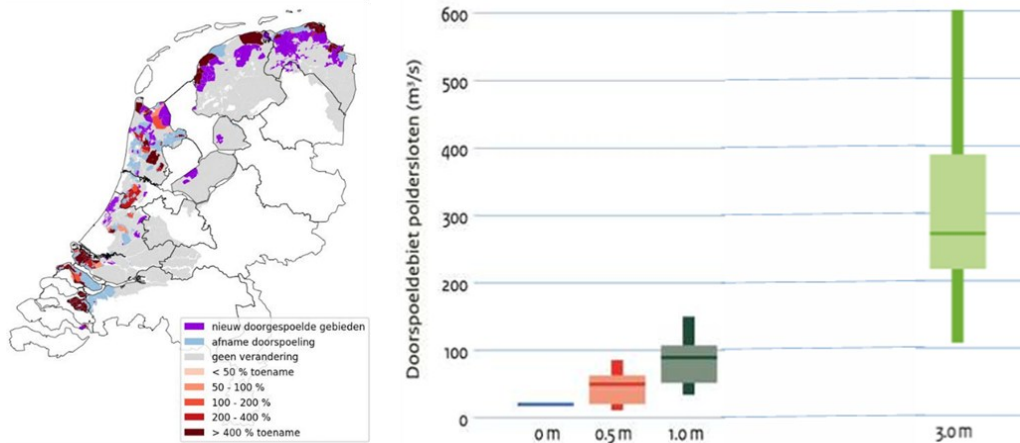 nieuw doorgespoelde gebieden
afname doorspoeling
geen verandering
< 50 % toename
50 - 100 %
100 - 200 %
200 - 400 %
> 400 % toename
Doorspoeldebiet poldersloten (m³/s)
600
500
400
300
200
100
0
0 m
0.5 m
1.0 m
3.0 m